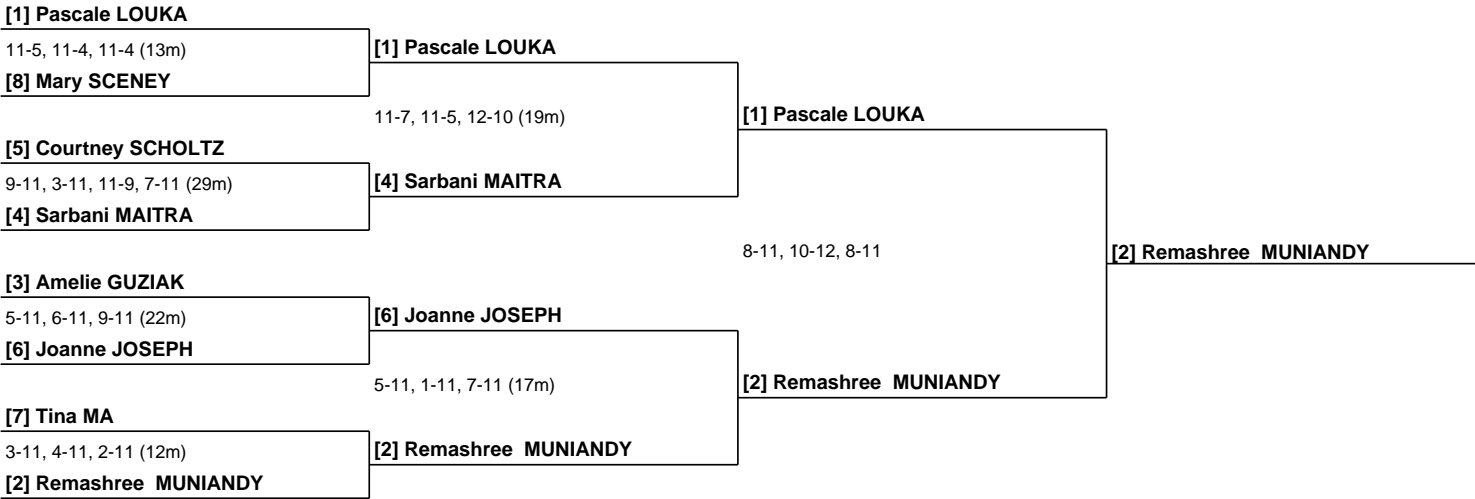 [1] Pascale LOUKA
11-5, 11-4, 11-4 (13m)
[8] Mary SCENEY
[5] Courtney SCHOLTZ
9-11, 3-11, 11-9, 7-11 (29m)
[4] Sarbani MAITRA
[3] Amelie GUZIAK
5-11, 6-11, 9-11 (22m)
[6] Joanne JOSEPH
[7] Tina MA
3-11, 4-11, 2-11 (12m)
[2] Remashree MUNIANDY
[1] Pascale LOUKA
11-7, 11-5, 12-10 (19m)
[4] Sarbani MAITRA
[6] Joanne JOSEPH
5-11, 1-11, 7-11 (17m)
[2] Remashree MUNIANDY
[1] Pascale LOUKA
8-11, 10-12, 8-11
[2] Remashree MUNIANDY
[2] Remashree MUNIANDY